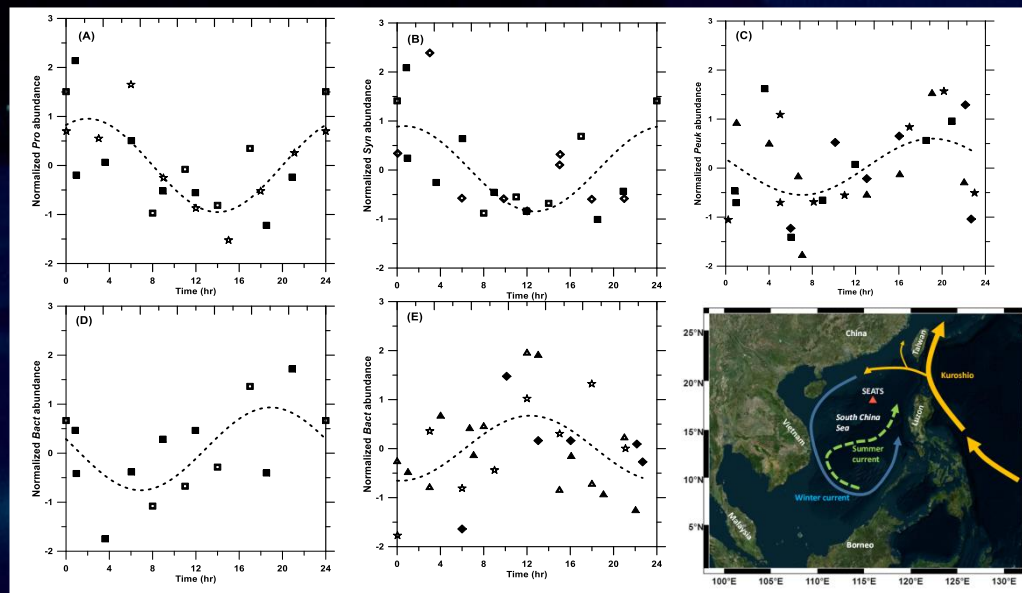 (A)
Normalized Pro abundance
3
2
1
0
-1
-2
0
4
8
12
16
20
24
Time (hr)
(B)
Normalized Syn abundance
3
2
1
0
-1
-2
0
4
8
12
16
20
24
Time (hr)
(C)
Normalized Peuk abundance
3
2
1
0
-1
-2
0
4
8
12
16
20
24
Time (hr)
(D)
Normalized Bact abundance
3
2
1
0
-1
-2
0
4
8
12
16
20
24
Time (hr)
(E)
Normalized Bact abundance
3
2
1
0
-1
-2
0
4
8
12
16
20
24
Time (hr)
25°N
20°N
15°N
10°N
5°N
China
Taiwan
Kuroshio
SEATS
South China
Sea
Luzon
Vietnam
Summer
current
Winter current
Malaysia
Borneo
100°E
105°E
110°E
115°E
120°E
125°E
130°E